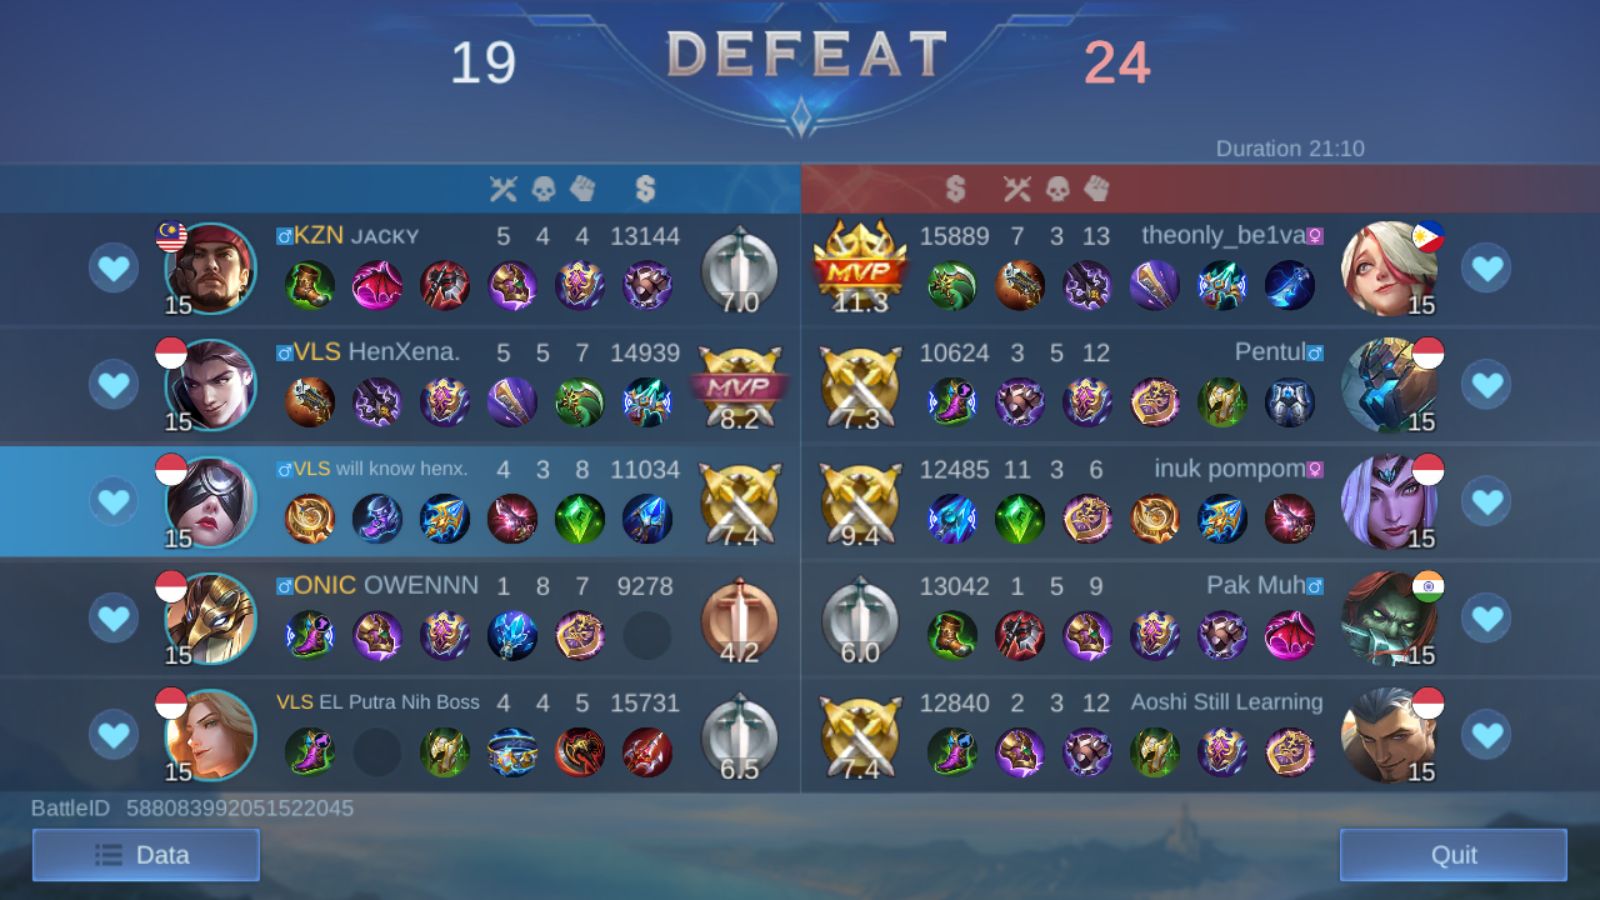 19 DEFEAT 24
Duration 21:10
KZN JACKY 5 4 4 13144 7.0
MVP 11.3 15889 7 3 13 theonly_be1va
15 15
VLS HenXena. 5 5 7 14939 MVP 8.2
7.3 10624 3 5 12 Pentul
15 15
VLS will know henx. 4 3 8 11034 7.4
9.4 12485 11 3 6 inuk pompom
15 15
ONIC OWENNN 1 8 7 9278 4.2
6.0 13042 1 5 9 Pak Muh
15 15
VLS EL Putra Nih Boss 4 4 5 15731 6.5
7.4 12840 2 3 12 Aoshi Still Learning
15 15
BattleID 588083992051522045
Data Quit